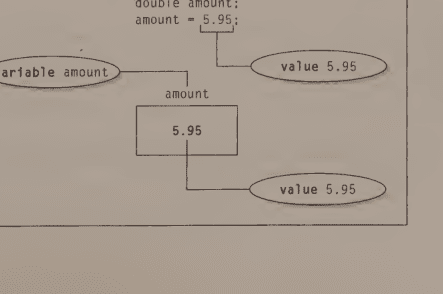 double amount;
amount = 5.95;
value 5.95
ariable amount
amount
5.95
value 5.95